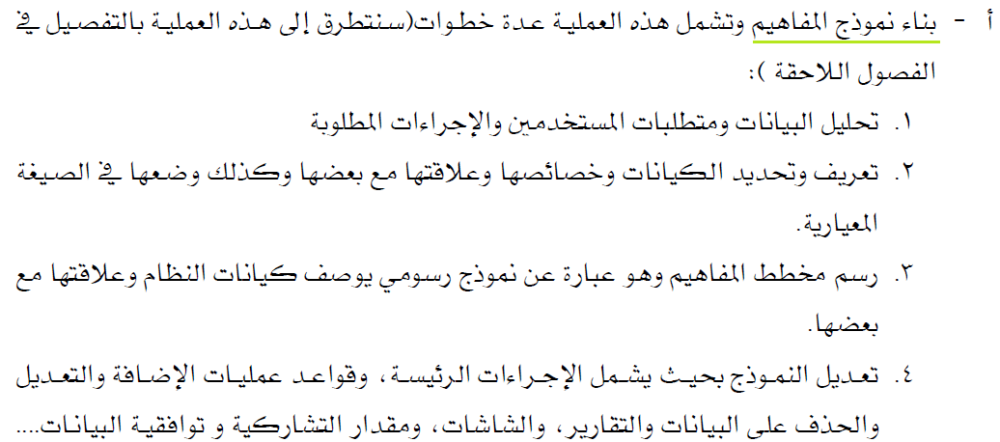 أ - بناء نموذج المفاهيم وتشمل هذه العملية عدة خطوات(سنتطرق إلى هذه العملية بالتفصيل في
الفصول اللاحقة ):
١. تحليل البيانات ومتطلبات المستخدمين والإجراءات المطلوبة
٢. تعريف وتحديد الكيانات وخصائصها وعلاقتها مع بعضها وكذلك وضعها في الصيغة
المعيارية.
٣. رسم مخطط المفاهيم وهو عبارة عن نموذج رسومي يوصف كيانات النظام وعلاقتها مع
بعضها.
٤. تعديل النموذج بحيث يشمل الإجراءات الرئيسة، وقواعد عمليات الإضافة والتعديل
والحذف على البيانات والتقارير، والشاشات، ومقدار التشاركية و توافقية البيانات....